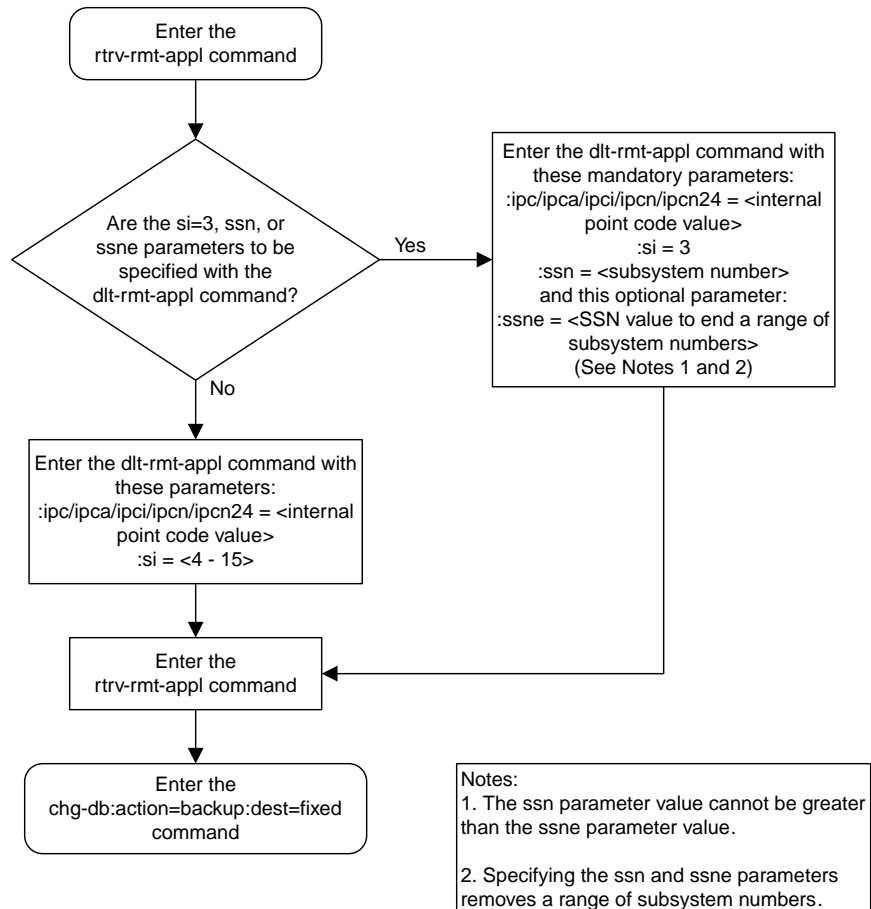 Enter the
rtrv-rmt-appl command
Are the si=3, ssn, or
ssne parameters to be
specified with the
dlt-rmt-appl command?
Yes
Enter the dlt-rmt-appl command with
these mandatory parameters:
:ipc/ipca/ipci/ipcn/ipcn24 = <internal
point code value>
:si = 3
:ssn = <subsystem number>
and this optional parameter:
:ssne = <SSN value to end a range of
subsystem numbers>
(See Notes 1 and 2)
No
Enter the dlt-rmt-appl command with
these parameters:
:ipc/ipca/ipci/ipcn/ipcn24 = <internal
point code value>
:si = <4 - 15>
Enter the
rtrv-rmt-appl command
Enter the
chg-db:action=backup:dest=fixed
command
Notes:
1. The ssn parameter value cannot be greater
than the ssne parameter value.
2. Specifying the ssn and ssne parameters
removes a range of subsystem numbers.